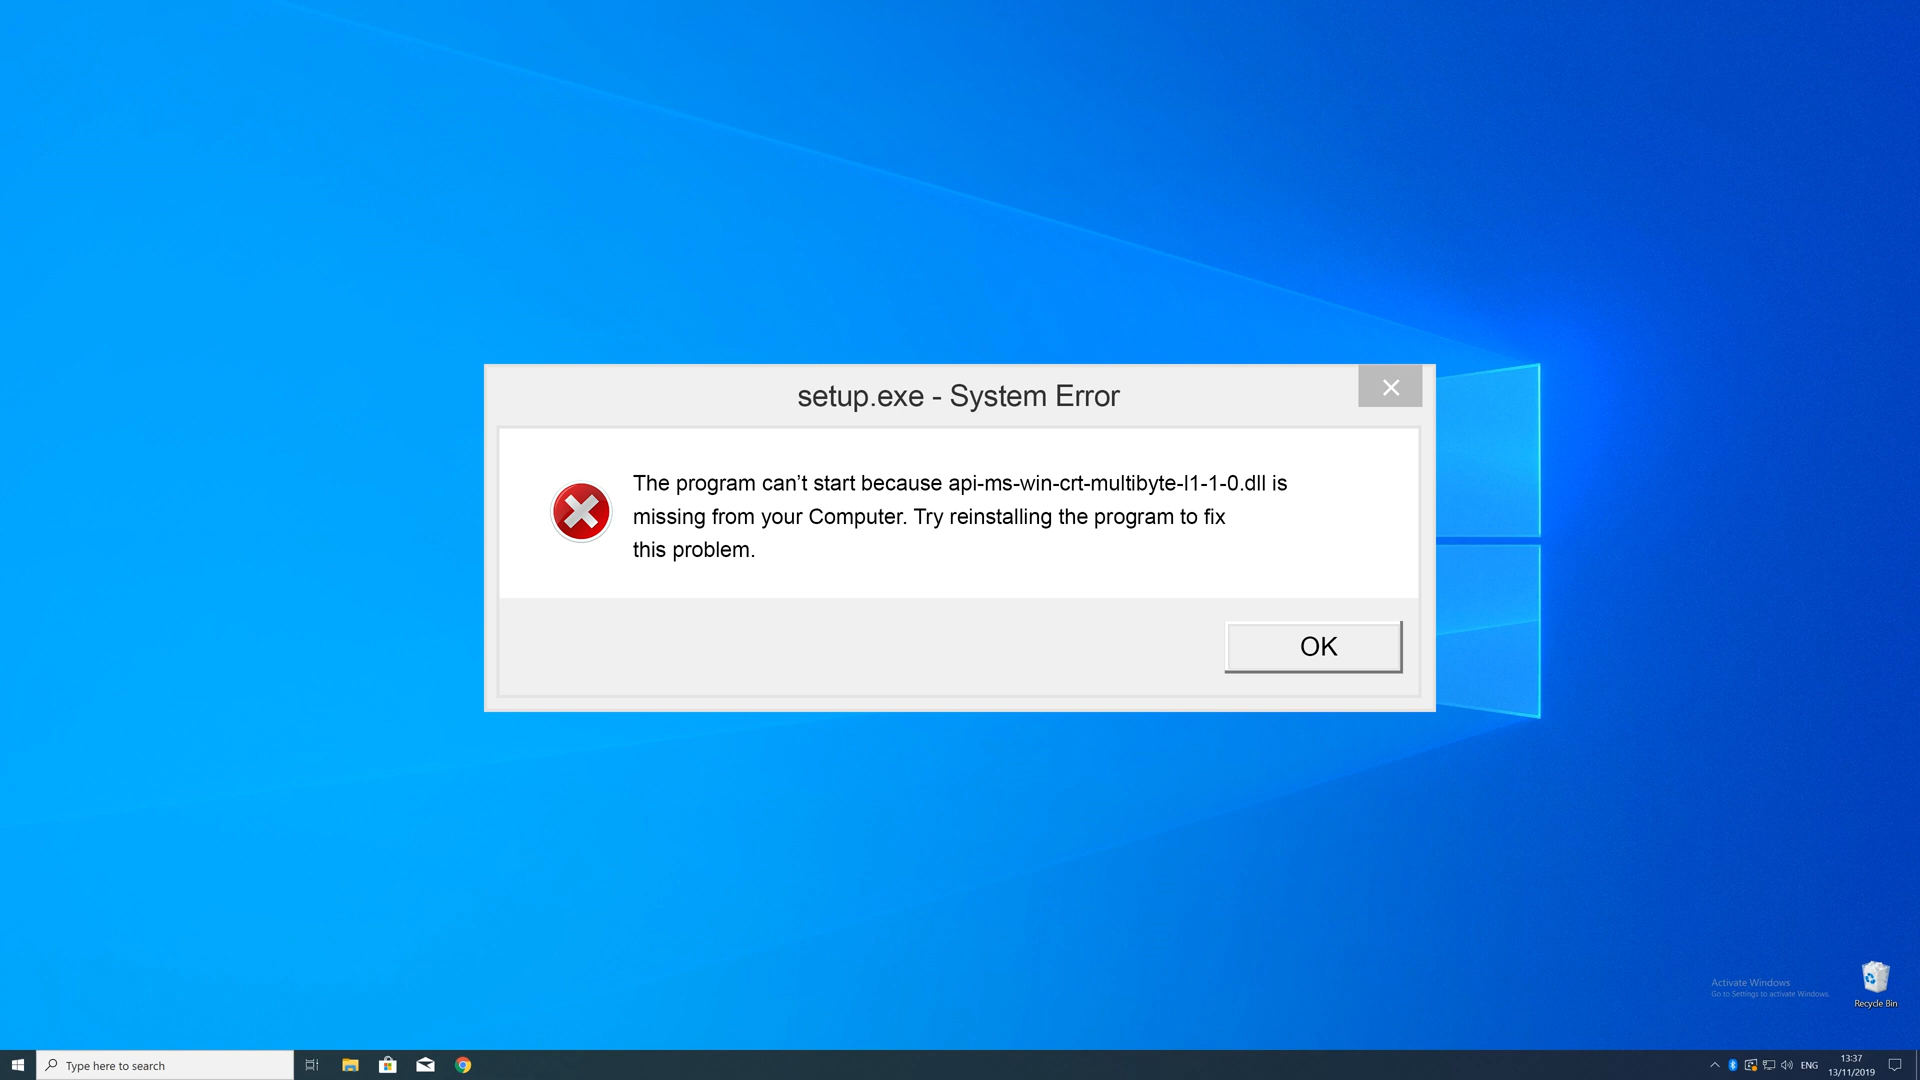 setup.exe - System Error
The program can’t start because api-ms-win-crt-multibyte-l1-1-0.dll is
missing from your Computer. Try reinstalling the program to fix
this problem.
OK
Activate Windows
Go to Settings to activate Windows.
Recycle Bin
Type here to search
ENG
13:37
13/11/2019